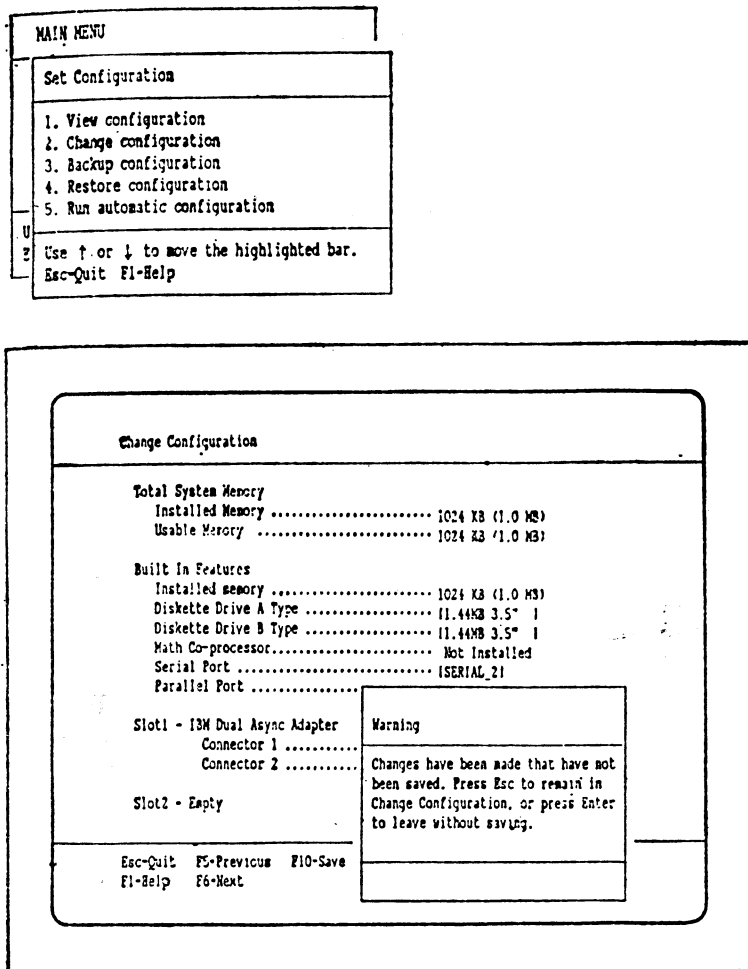 MAIN MENU
Set Configuration
1. View configuration
2. Change configuration
3. Backup configuration
4. Restore configuration
5. Run automatic configuration
U
E
Use ↑ or ↓ to move the highlighted bar.
Esc-Quit F1-Help
Change Configuration
Total System Memory
Installed Memory ........................ 1024 KB (1.0 MB)
Usable Memory .......................... 1024 KB (1.0 MB)
Built In Features
Installed memory ........................ 1024 KB (1.0 MB)
Diskette Drive A Type ................... [1.44MB 3.5" ]
Diskette Drive B Type ................... [1.44MB 3.5" ]
Math Co-processor........................ Not Installed
Serial Port ............................. [SERIAL_2]
Parallel Port ................
Slot1 - IBM Dual Async Adapter
Connector 1 ...........
Connector 2 ...........
Slot2 - Empty
Warning
Changes have been made that have not
been saved. Press Esc to remain in
Change Configuration, or press Enter
to leave without saving.
Esc-Quit F5-Previous F10-Save
F1-Help F6-Next